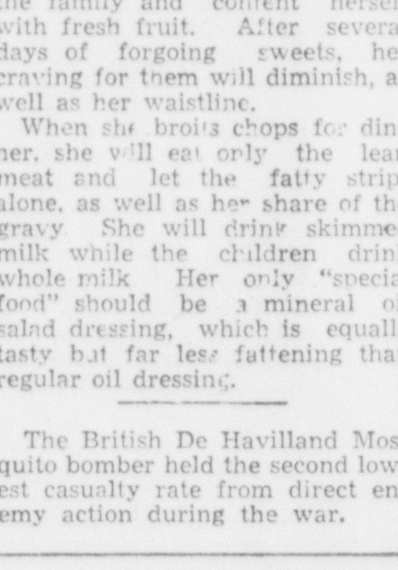 the family and content hersel
with fresh fruit. After severa
days of forgoing sweets, he
craving for them will diminish, a
well as her waistline.
When she broils chops for din
ner, she will eat only the lea
meat and let the fatty strip
alone, as well as her share of th
gravy. She will drink skimme
milk while the children drin
whole milk Her only “specia
food” should be a mineral oi
salad dressing, which is equall
tasty but far less fattening tha
regular oil dressing.
The British De Havilland Mos
quito bomber held the second low
est casualty rate from direct en
emy action during the war.